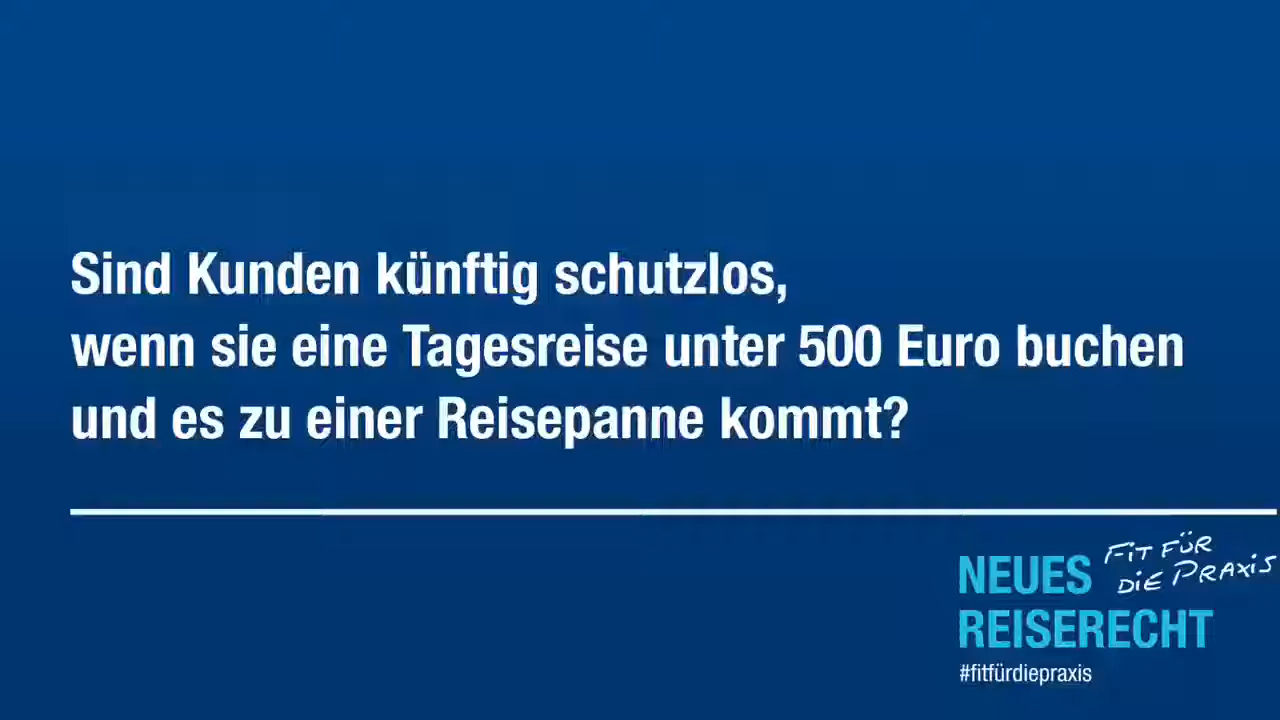 Sind Kunden künftig schutzlos,
wenn sie eine Tagesreise unter 500 Euro buchen
und es zu einer Reisepanne kommt?
NEUES
FiT FÜR
DiE PRAXiS
REISERECHT
#fitfürdiepraxis